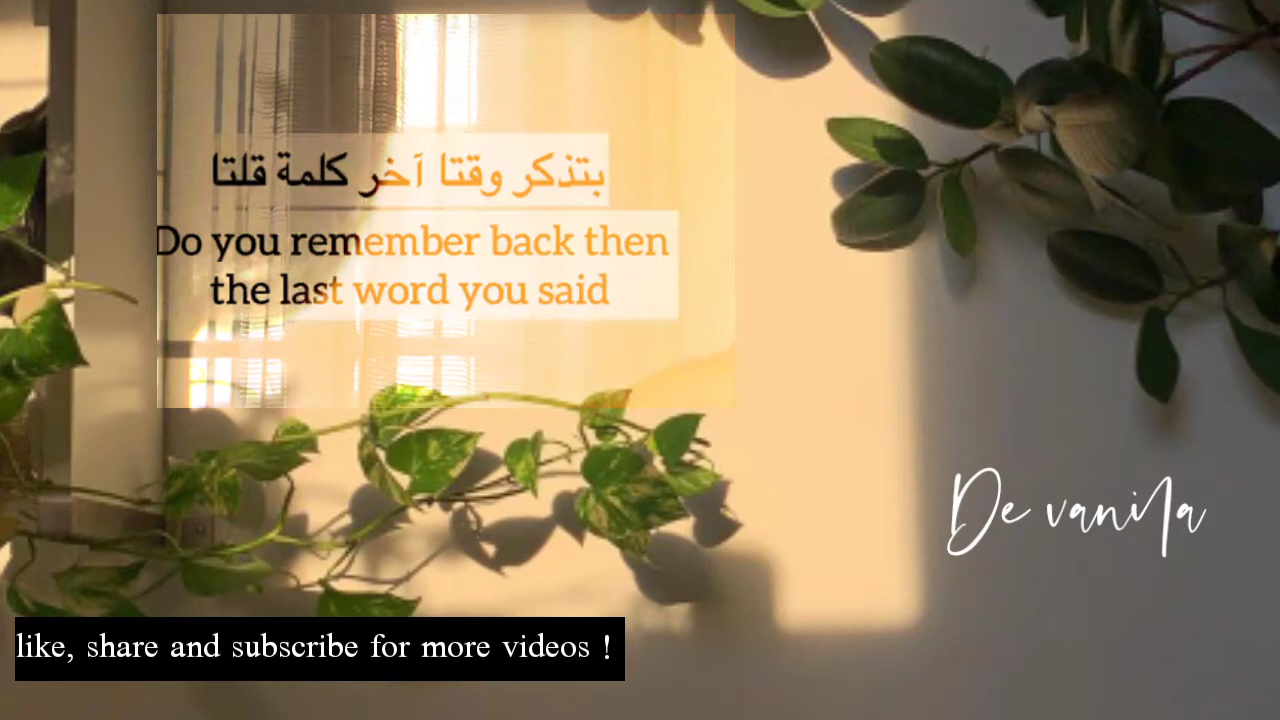 بتذكر وقتا آخر كلمة قلتا
Do you remember back then
the last word you said
De vanilla
like, share and subscribe for more videos !